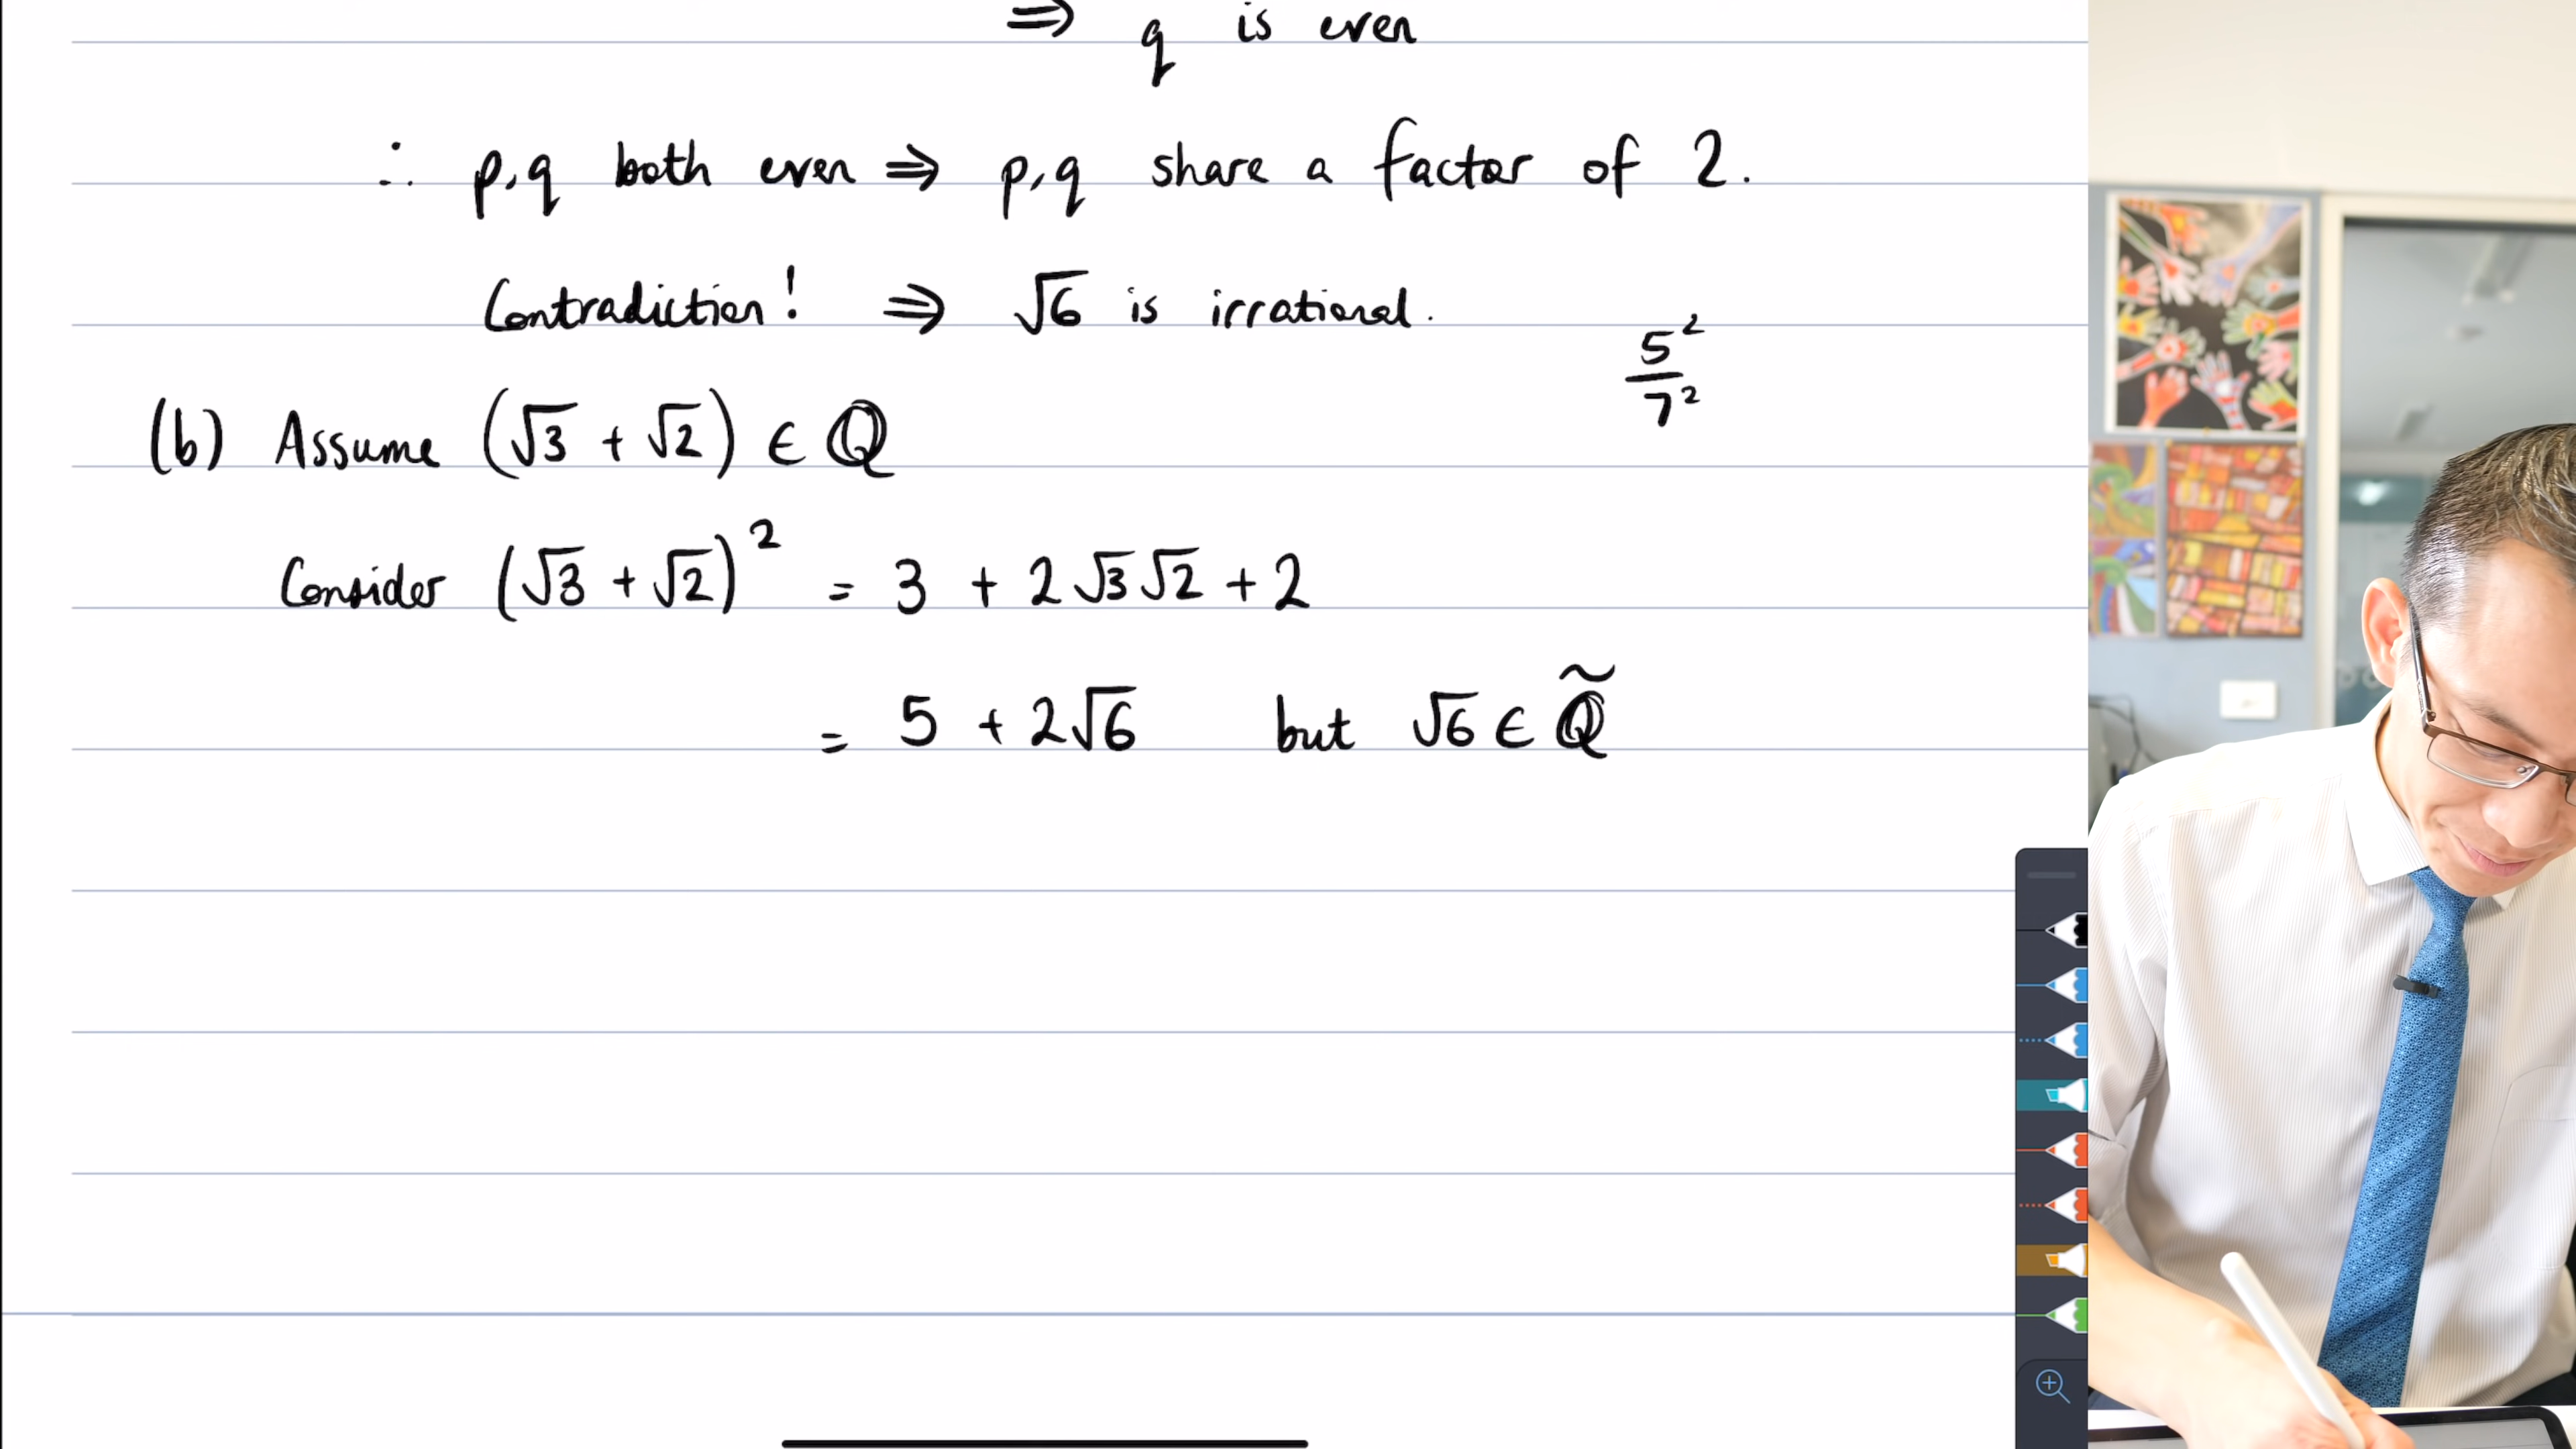 ⇒ q is even
∴ p,q both even ⇒ p,q share a factor of 2.
Contradiction! ⇒ √6 is irrational.
5²
7²
(b) Assume (√3 + √2) ∈ ℚ
Consider (√3 + √2)² = 3 + 2√3√2 + 2
= 5 + 2√6 but √6 ∈ ℚ̃